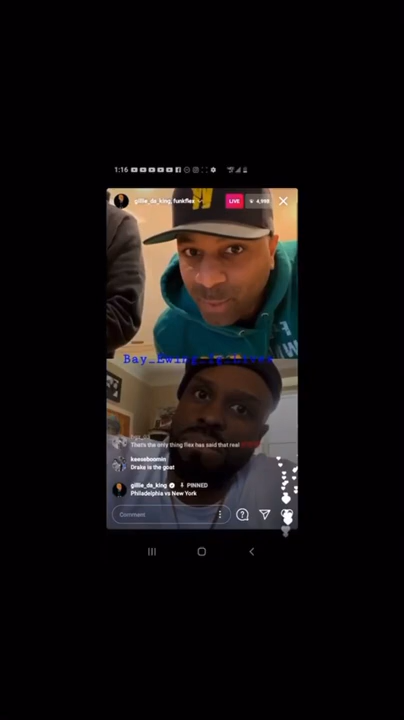 1:16
gillie_da_king, funkflex
LIVE
4,998
That's the only thing flex has said that real
keeseboomin
Drake is the goat
gillie_da_king PINNED
Philadelphia vs New York
Comment